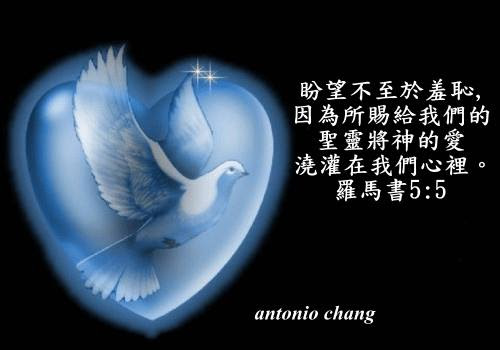 盼望不至於羞恥,
因為所賜給我們的
聖靈將神的愛
澆灌在我們心裡。
羅馬書5:5
antonio chang